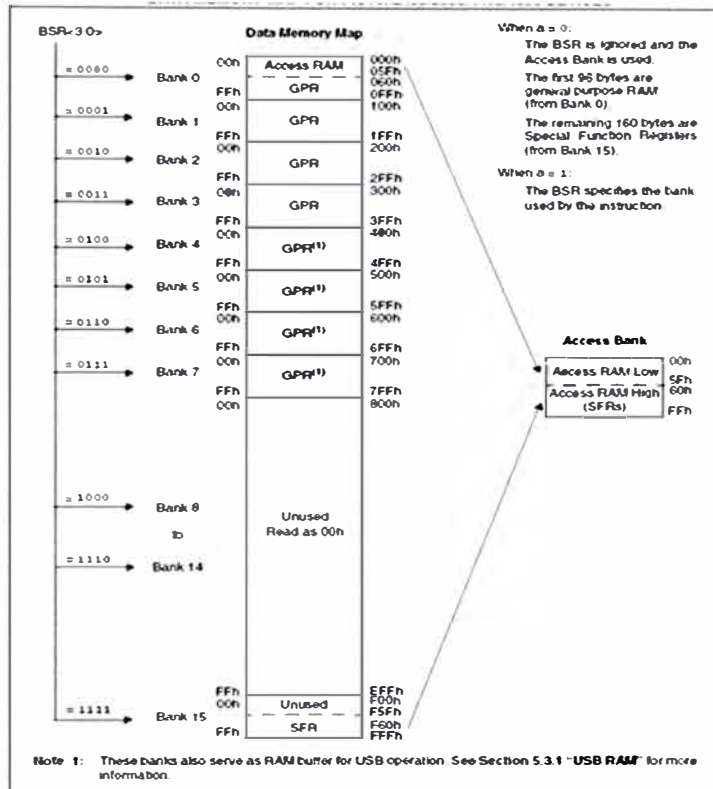 BSR<3:0>
Data Memory Map
When a = 0:
The BSR is ignored and the
Access Bank is used.
The first 96 bytes are
general purpose RAM
(from Bank 0).
The remaining 160 bytes are
Special Function Registers
(from Bank 15).
When a = 1:
The BSR specifies the bank
used by the instruction.
= 0000
Bank 0
00h
Access RAM
000h
05Fh
FFh
GPR
060h
0FFh
= 0001
Bank 1
00h
GPR
100h
FFh
1FFh
= 0010
Bank 2
00h
GPR
200h
FFh
2FFh
= 0011
Bank 3
00h
GPR
300h
FFh
3FFh
= 0100
Bank 4
00h
GPR(1)
400h
FFh
4FFh
= 0101
Bank 5
00h
GPR(1)
500h
FFh
5FFh
= 0110
Bank 6
00h
GPR(1)
600h
FFh
6FFh
= 0111
Bank 7
00h
GPR(1)
700h
FFh
7FFh
00h
800h
Access Bank
Access RAM Low
00h
5Fh
Access RAM High
(SFRs)
60h
FFh
= 1000
Bank 8
to
= 1110
Bank 14
Unused
Read as 00h
FFh
EFFh
= 1111
Bank 15
00h
Unused
F00h
F5Fh
FFh
SFR
F60h
FFFh
Note 1: These banks also serve as RAM buffer for USB operation. See Section 5.3.1 "USB RAM" for more
information.